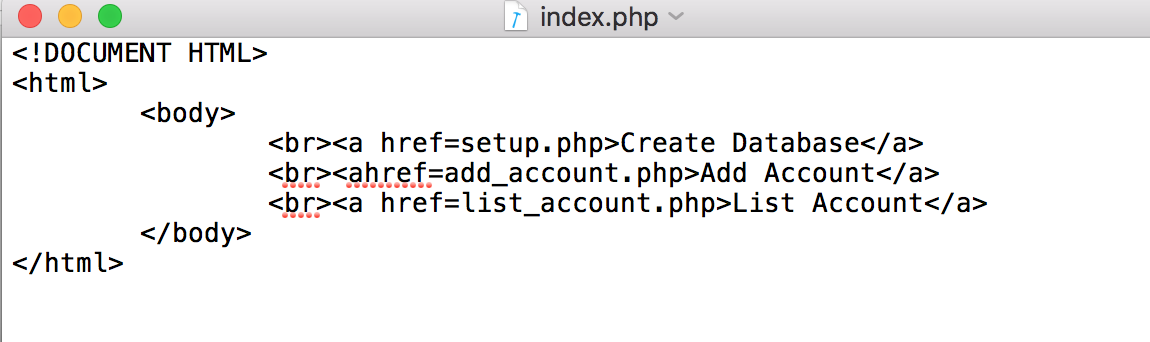 index.php
<!DOCUMENT HTML>
<html>
<body>
<br><a href=setup.php>Create Database</a>
<br><ahref=add_account.php>Add Account</a>
<br><a href=list_account.php>List Account</a>
</body>
</html>